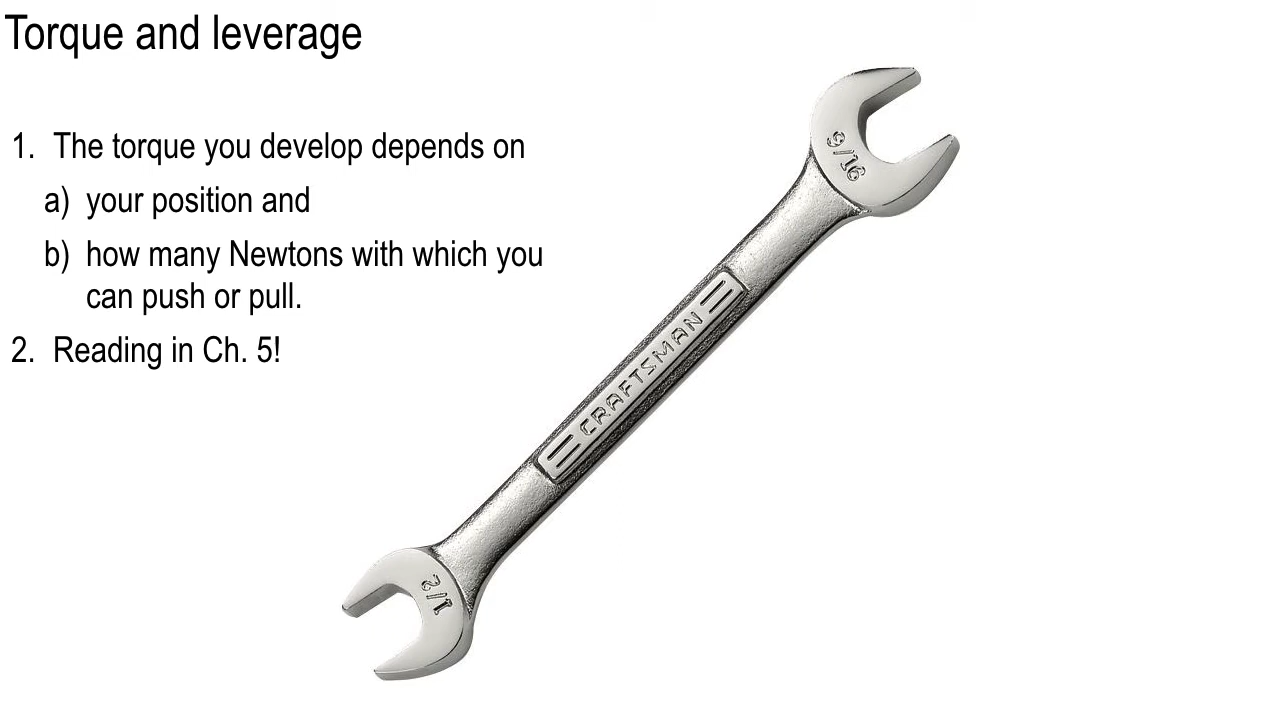 Torque and leverage
1. The torque you develop depends on
a) your position and
b) how many Newtons with which you
can push or pull.
2. Reading in Ch. 5!
9/16
CRAFTSMAN
1/2